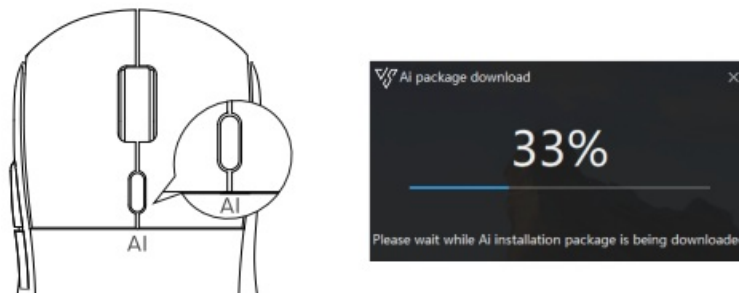 AI
AI
Ai package download
33%
Please wait while Ai installation package is being downloade